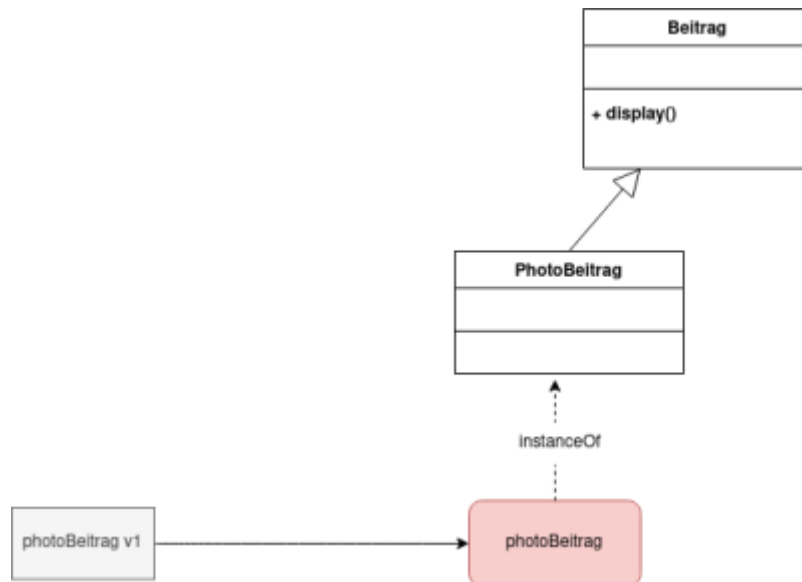 Beitrag
+ display()
PhotoBeitrag
instanceOf
photoBeitrag v1
photoBeitrag